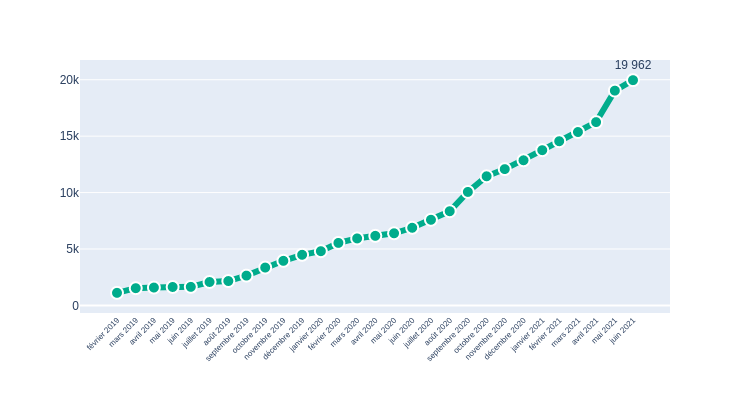 19 962
20k
15k
10k
5k
0
février 2019
mars 2019
avril 2019
mai 2019
juin 2019
juillet 2019
août 2019
septembre 2019
octobre 2019
novembre 2019
décembre 2019
janvier 2020
février 2020
mars 2020
avril 2020
mai 2020
juin 2020
juillet 2020
août 2020
septembre 2020
octobre 2020
novembre 2020
décembre 2020
janvier 2021
février 2021
mars 2021
avril 2021
mai 2021
juin 2021